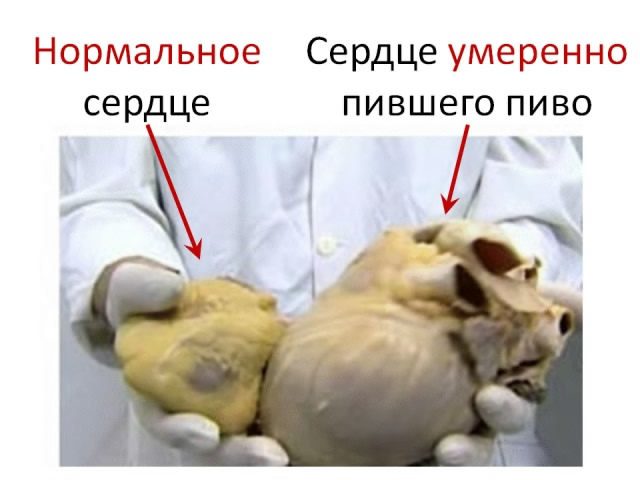 Нормальное
сердце
Сердце умеренно
пившего пиво